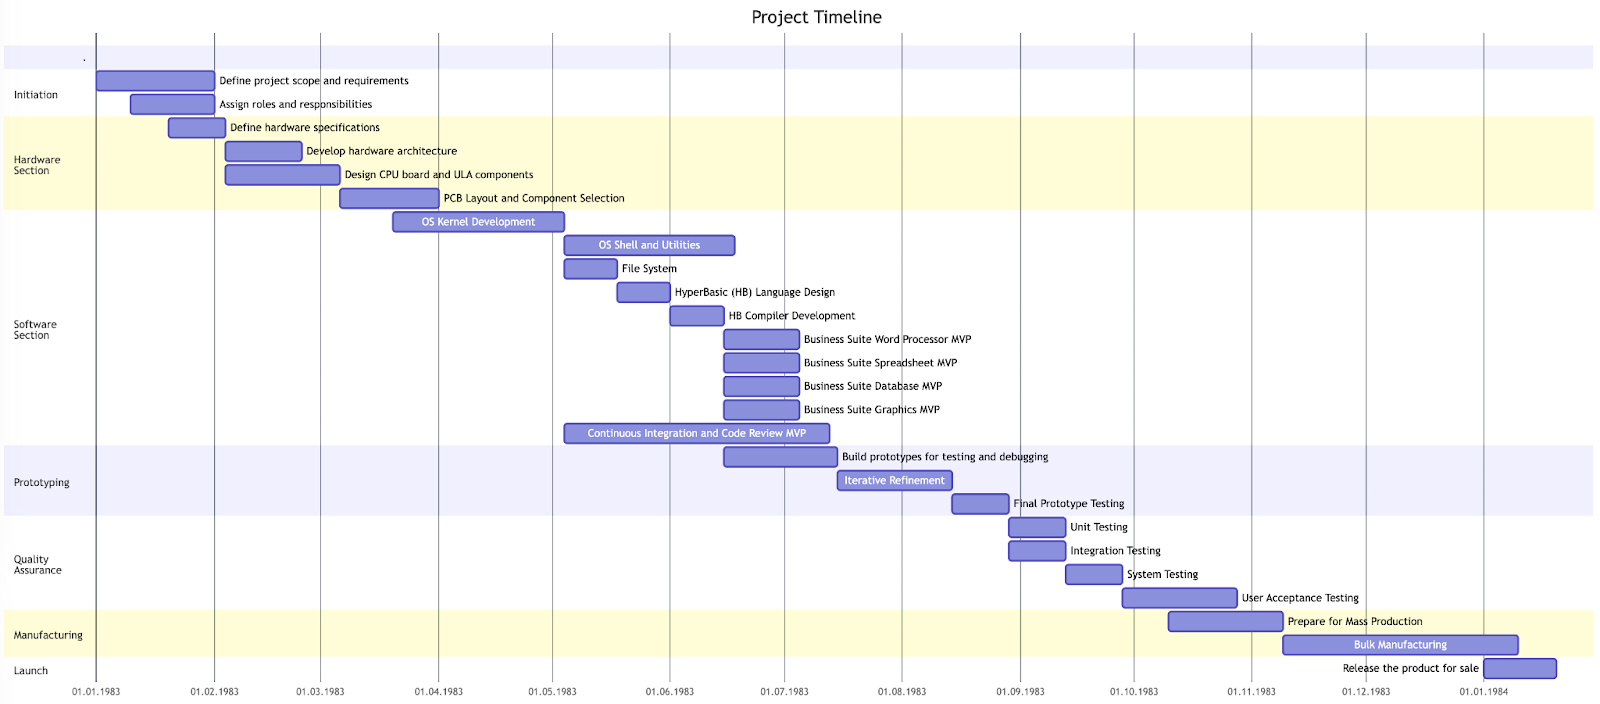 Project Timeline
.
Initiation
Define project scope and requirements
Assign roles and responsibilities
Hardware
Section
Define hardware specifications
Develop hardware architecture
Design CPU board and ULA components
PCB Layout and Component Selection
Software
Section
OS Kernel Development
OS Shell and Utilities
File System
HyperBasic (HB) Language Design
HB Compiler Development
Business Suite Word Processor MVP
Business Suite Spreadsheet MVP
Business Suite Database MVP
Business Suite Graphics MVP
Continuous Integration and Code Review MVP
Prototyping
Build prototypes for testing and debugging
Iterative Refinement
Final Prototype Testing
Quality
Assurance
Unit Testing
Integration Testing
System Testing
User Acceptance Testing
Manufacturing
Prepare for Mass Production
Bulk Manufacturing
Launch
Release the product for sale
01.01.1983 01.02.1983 01.03.1983 01.04.1983 01.05.1983 01.06.1983 01.07.1983 01.08.1983 01.09.1983 01.10.1983 01.11.1983 01.12.1983 01.01.1984